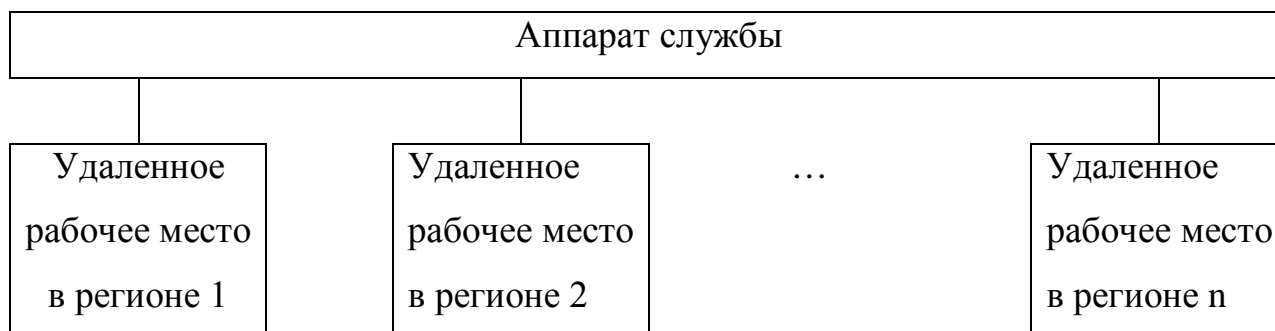 Аппарат службы
Удаленное
рабочее место
в регионе 1
Удаленное
рабочее место
в регионе 2
…
Удаленное
рабочее место
в регионе n